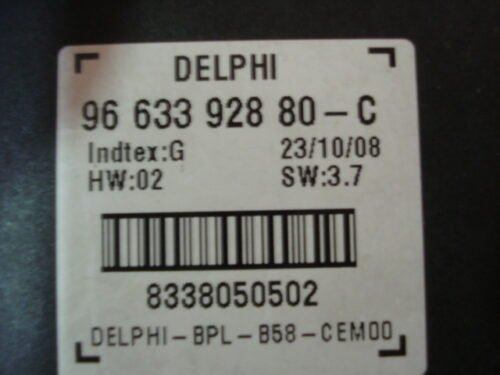 DELPHI
96 633 928 80-C
Indtex:G 23/10/08
HW:02 SW:3.7
8338050502
DELPHI-BPL-B58-CEM00